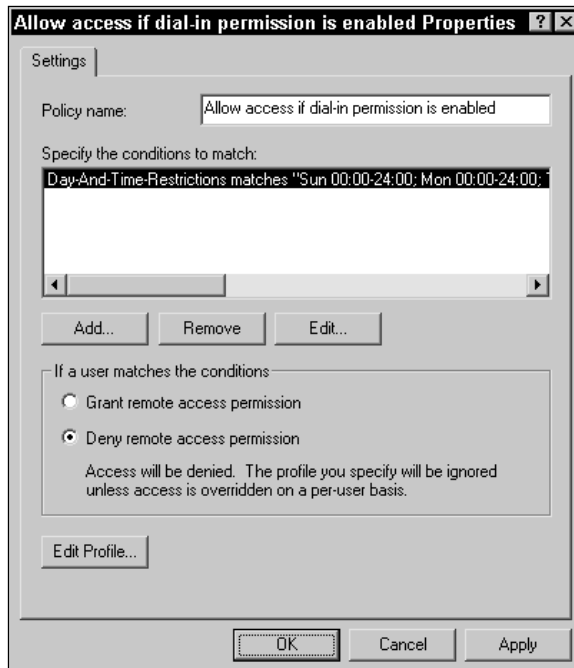 Allow access if dial-in permission is enabled Properties ? ×
Settings
Policy name: Allow access if dial-in permission is enabled
Specify the conditions to match:
Day-And-Time-Restrictions matches "Sun 00:00-24:00; Mon 00:00-24:00;
Add... Remove Edit...
If a user matches the conditions
Grant remote access permission
Deny remote access permission
Access will be denied. The profile you specify will be ignored
unless access is overridden on a per-user basis.
Edit Profile...
OK Cancel Apply